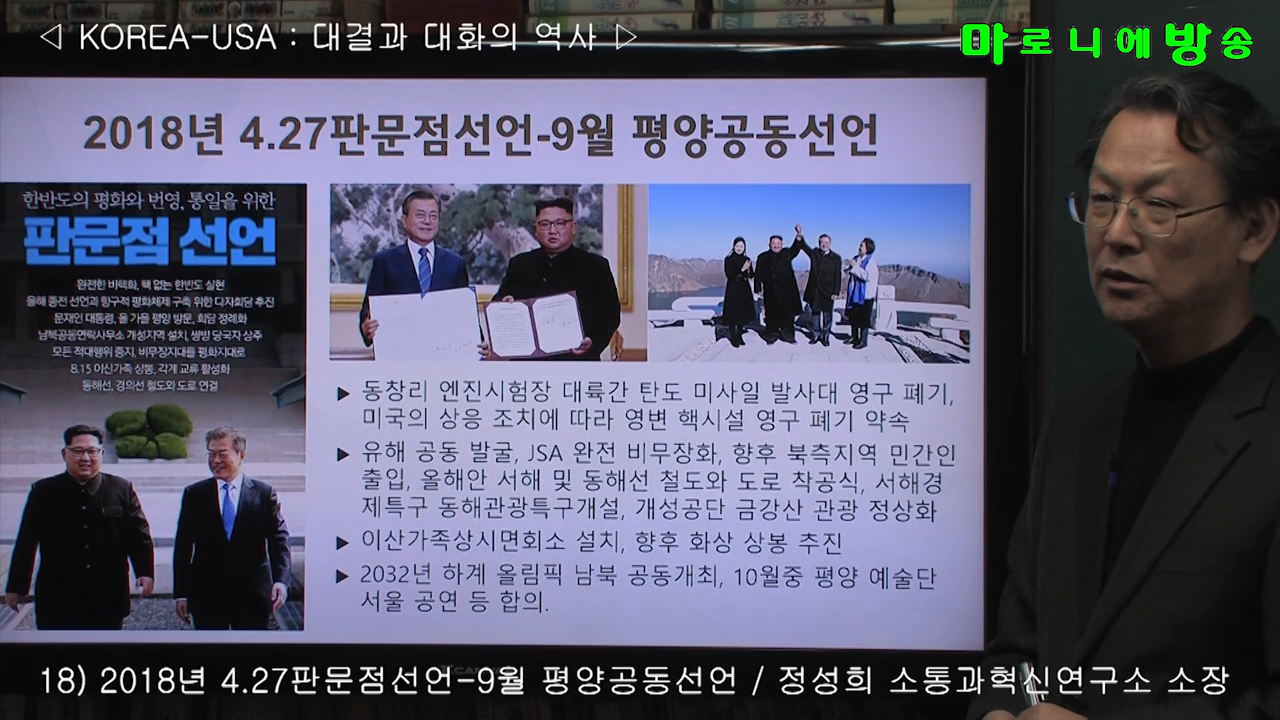 ◁ KOREA-USA : 대결과 대화의 역사 ▷
마로니에방송
2018년 4.27판문점선언-9월 평양공동선언
한반도의 평화와 번영, 통일을 위한
판문점 선언
완전한 비핵화, 핵 없는 한반도 실현
올해 종전 선언과 항구적 평화체제 구축 위한 다자회담 추진
문재인 대통령, 올 가을 평양 방문, 회담 정례화
남북공동연락사무소 개성지역 설치, 쌍방 당국자 상주
모든 적대행위 중지, 비무장지대를 평화지대로
8.15 이산가족 상봉, 각계 교류 활성화
동해선, 경의선 철도와 도로 연결
▶ 동창리 엔진시험장 대륙간 탄도 미사일 발사대 영구 폐기,
미국의 상응 조치에 따라 영변 핵시설 영구 폐기 약속
▶ 유해 공동 발굴, JSA 완전 비무장화, 향후 북측지역 민간인
출입, 올해안 서해 및 동해선 철도와 도로 착공식, 서해경
제특구 동해관광특구개설, 개성공단 금강산 관광 정상화
▶ 이산가족상시면회소 설치, 향후 화상 상봉 추진
▶ 2032년 하계 올림픽 남북 공동개최, 10월중 평양 예술단
서울 공연 등 합의.
18) 2018년 4.27판문점선언-9월 평양공동선언 / 정성희 소통과혁신연구소 소장